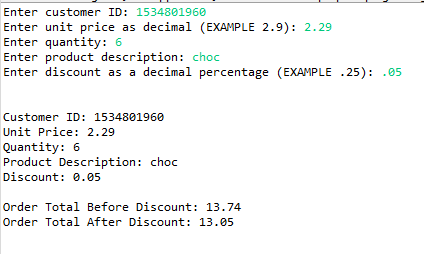 Enter customer ID: 1534801960
Enter unit price as decimal (EXAMPLE 2.9): 2.29
Enter quantity: 6
Enter product description: choc
Enter discount as a decimal percentage (EXAMPLE .25): .05
Customer ID: 1534801960
Unit Price: 2.29
Quantity: 6
Product Description: choc
Discount: 0.05
Order Total Before Discount: 13.74
Order Total After Discount: 13.05